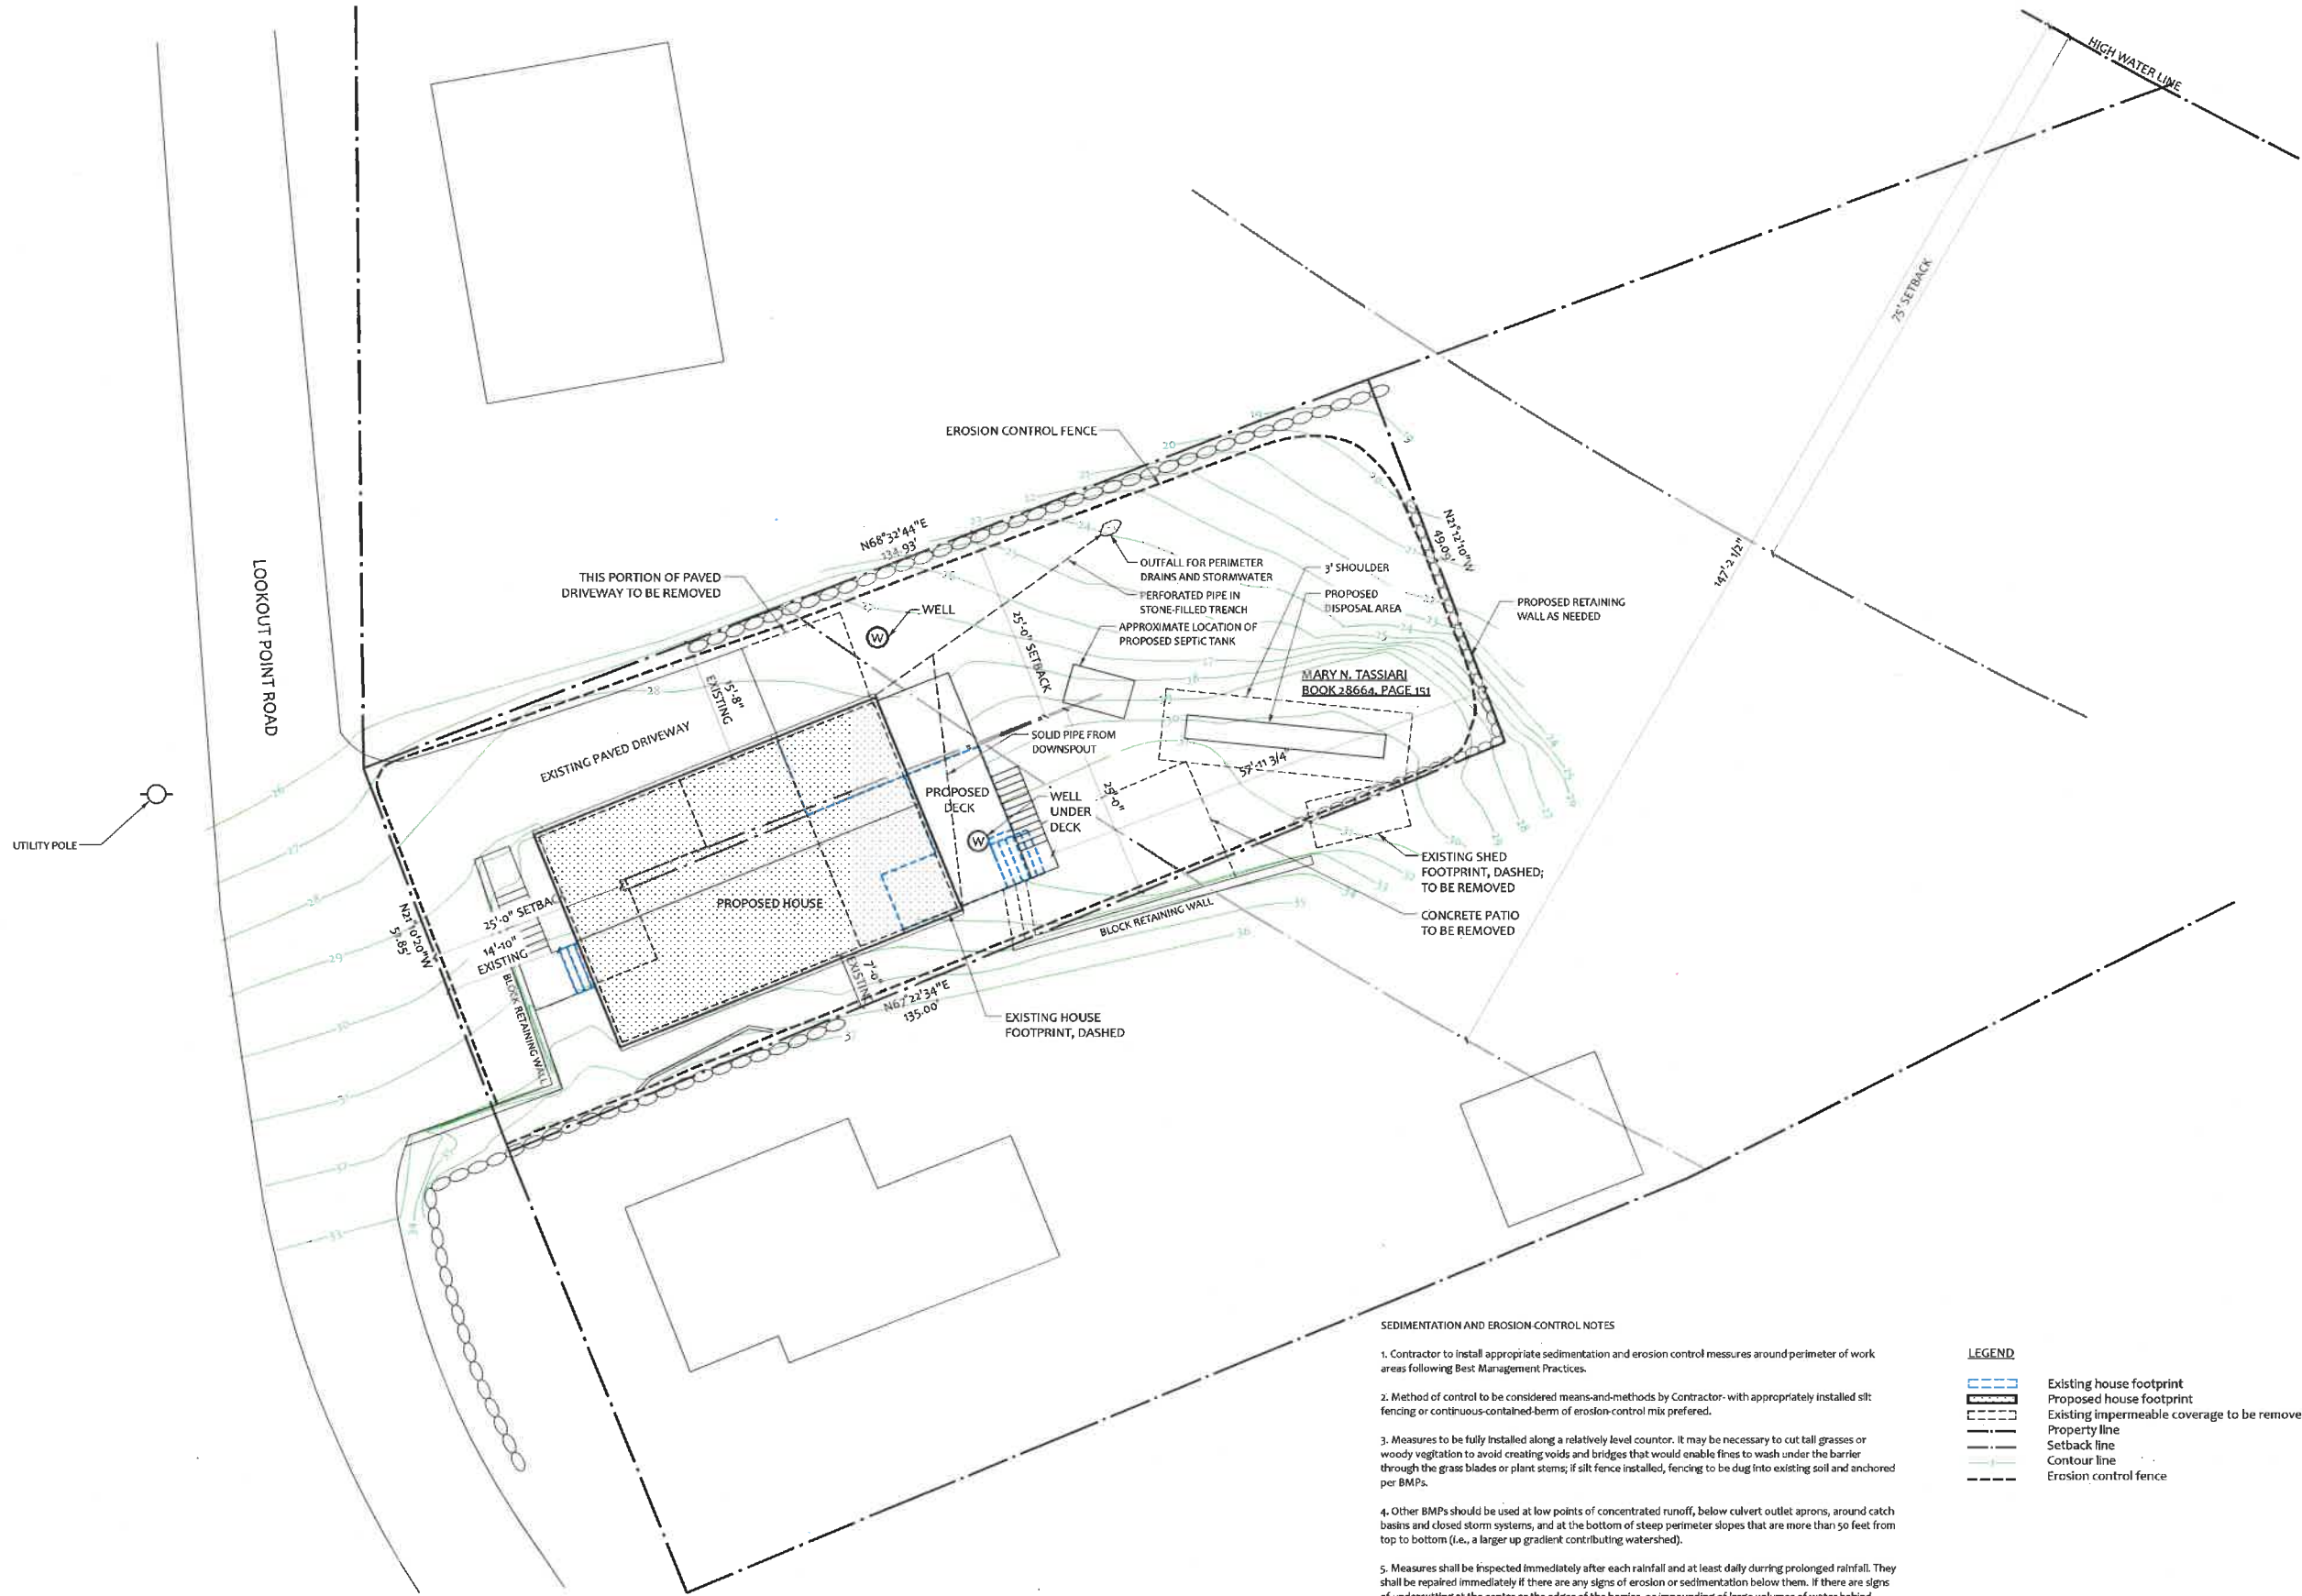 HIGH WATER LINE
75' SETBACK
EROSION CONTROL FENCE
N68°32'44"E
134.93'
THIS PORTION OF PAVED
DRIVEWAY TO BE REMOVED
WELL
W
OUTFALL FOR PERIMETER
DRAINS AND STORMWATER
PERFORATED PIPE IN
STONE-FILLED TRENCH
APPROXIMATE LOCATION OF
PROPOSED SEPTIC TANK
3' SHOULDER
PROPOSED
DISPOSAL AREA
N21°12'10"W
49.09'
PROPOSED RETAINING
WALL AS NEEDED
147'-2 1/2"
LOOKOUT POINT ROAD
28
15'-8"
EXISTING
25'-0" SETBACK
MARY N. TASSIARI
BOOK 28664, PAGE 151
EXISTING PAVED DRIVEWAY
SOLID PIPE FROM
DOWNSPOUT
57'-11 3/4"
25'-0"
PROPOSED
DECK
WELL
UNDER
DECK
W
UTILITY POLE
26
27
28
29
33
PROPOSED HOUSE
25'-0" SETBAC
14'-10"
EXISTING
N21°10'20"W
BLOCK RETAINING WALL
7'-0"
EXISTING
N67°22'34"E
135.00'
BLOCK RETAINING WALL
36
EXISTING SHED
FOOTPRINT, DASHED;
TO BE REMOVED
CONCRETE PATIO
TO BE REMOVED
EXISTING HOUSE
FOOTPRINT, DASHED
SEDIMENTATION AND EROSION-CONTROL NOTES
1. Contractor to install appropriate sedimentation and erosion control messures around perimeter of work
areas following Best Management Practices.
2. Method of control to be considered means-and-methods by Contractor- with appropriately installed silt
fencing or continuous-contained-berm of erosion-control mix prefered.
3. Measures to be fully installed along a relatively level countor. It may be necessary to cut tall grasses or
woody vegitation to avoid creating voids and bridges that would enable fines to wash under the barrier
through the grass blades or plant stems; if silt fence installed, fencing to be dug into existing soil and anchored
per BMPs.
4. Other BMPs should be used at low points of concentrated runoff, below culvert outlet aprons, around catch
basins and closed storm systems, and at the bottom of steep perimeter slopes that are more than 50 feet from
top to bottom (i.e., a larger up gradient contributing watershed).
5. Measures shall be inspected immediately after each rainfall and at least daily durring prolonged rainfall. They
shall be repaired immediately if there are any signs of erosion or sedimentation below them. If there are signs
LEGEND
Existing house footprint
Proposed house footprint
Existing impermeable coverage to be remove
Property line
Setback line
Contour line
Erosion control fence